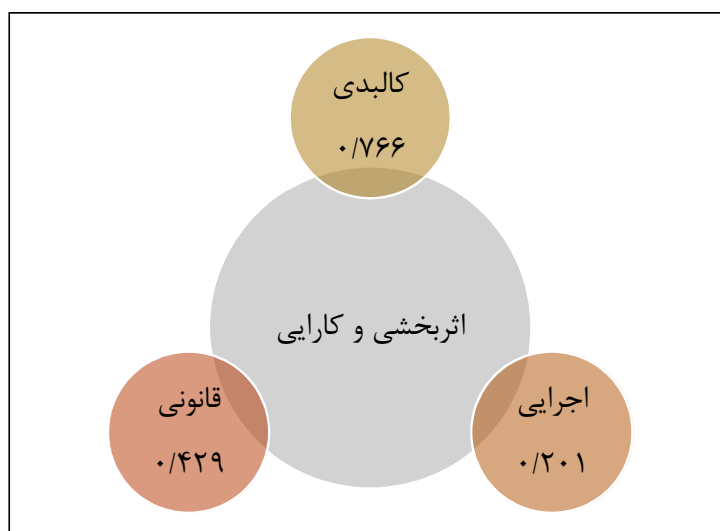 کالبدی
۰/۷۶۶
اثربخشی و کارایی
اجرایی
۰/۲۰۱
قانونی
۰/۴۲۹